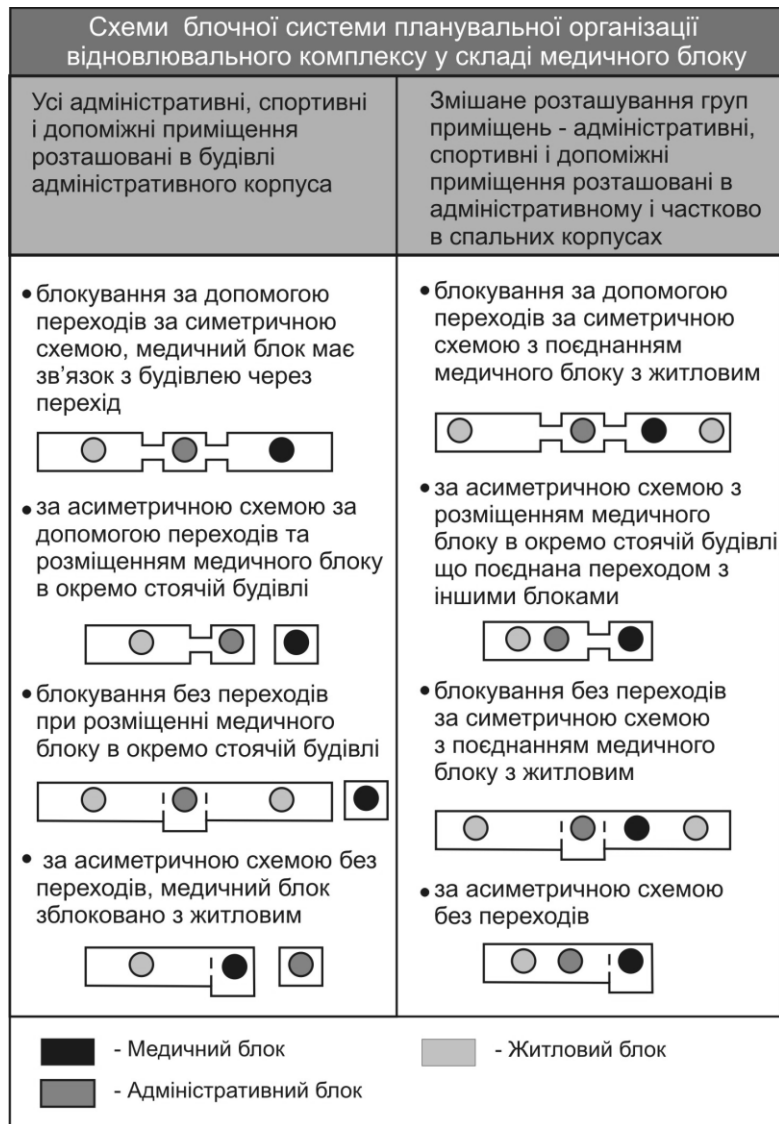 Схеми блочної системи планувальної організації
відновлювального комплексу у складі медичного блоку
Усі адміністративні, спортивні
і допоміжні приміщення
розташовані в будівлі
адміністративного корпуса
Змішане розташування груп
приміщень - адміністративні,
спортивні і допоміжні
приміщення розташовані в
адміністративному і частково
в спальних корпусах
• блокування за допомогою
переходів за симетричною
схемою, медичний блок має
зв’язок з будівлею через
перехід
• за асиметричною схемою за
допомогою переходів та
розміщенням медичного блоку
в окремо стоячій будівлі
• блокування без переходів
при розміщенні медичного
блоку в окремо стоячій будівлі
• за асиметричною схемою без
переходів, медичний блок
зблоковано з житловим
• блокування за допомогою
переходів за симетричною
схемою з поєднанням
медичного блоку з житловим
• за асиметричною схемою з
розміщенням медичного
блоку в окремо стоячій будівлі
що поєднана переходом з
іншими блоками
• блокування без переходів
за симетричною схемою
з поєднанням медичного
блоку з житловим
• за асиметричною схемою
без переходів
- Медичний блок
- Житловий блок
- Адміністративний блок